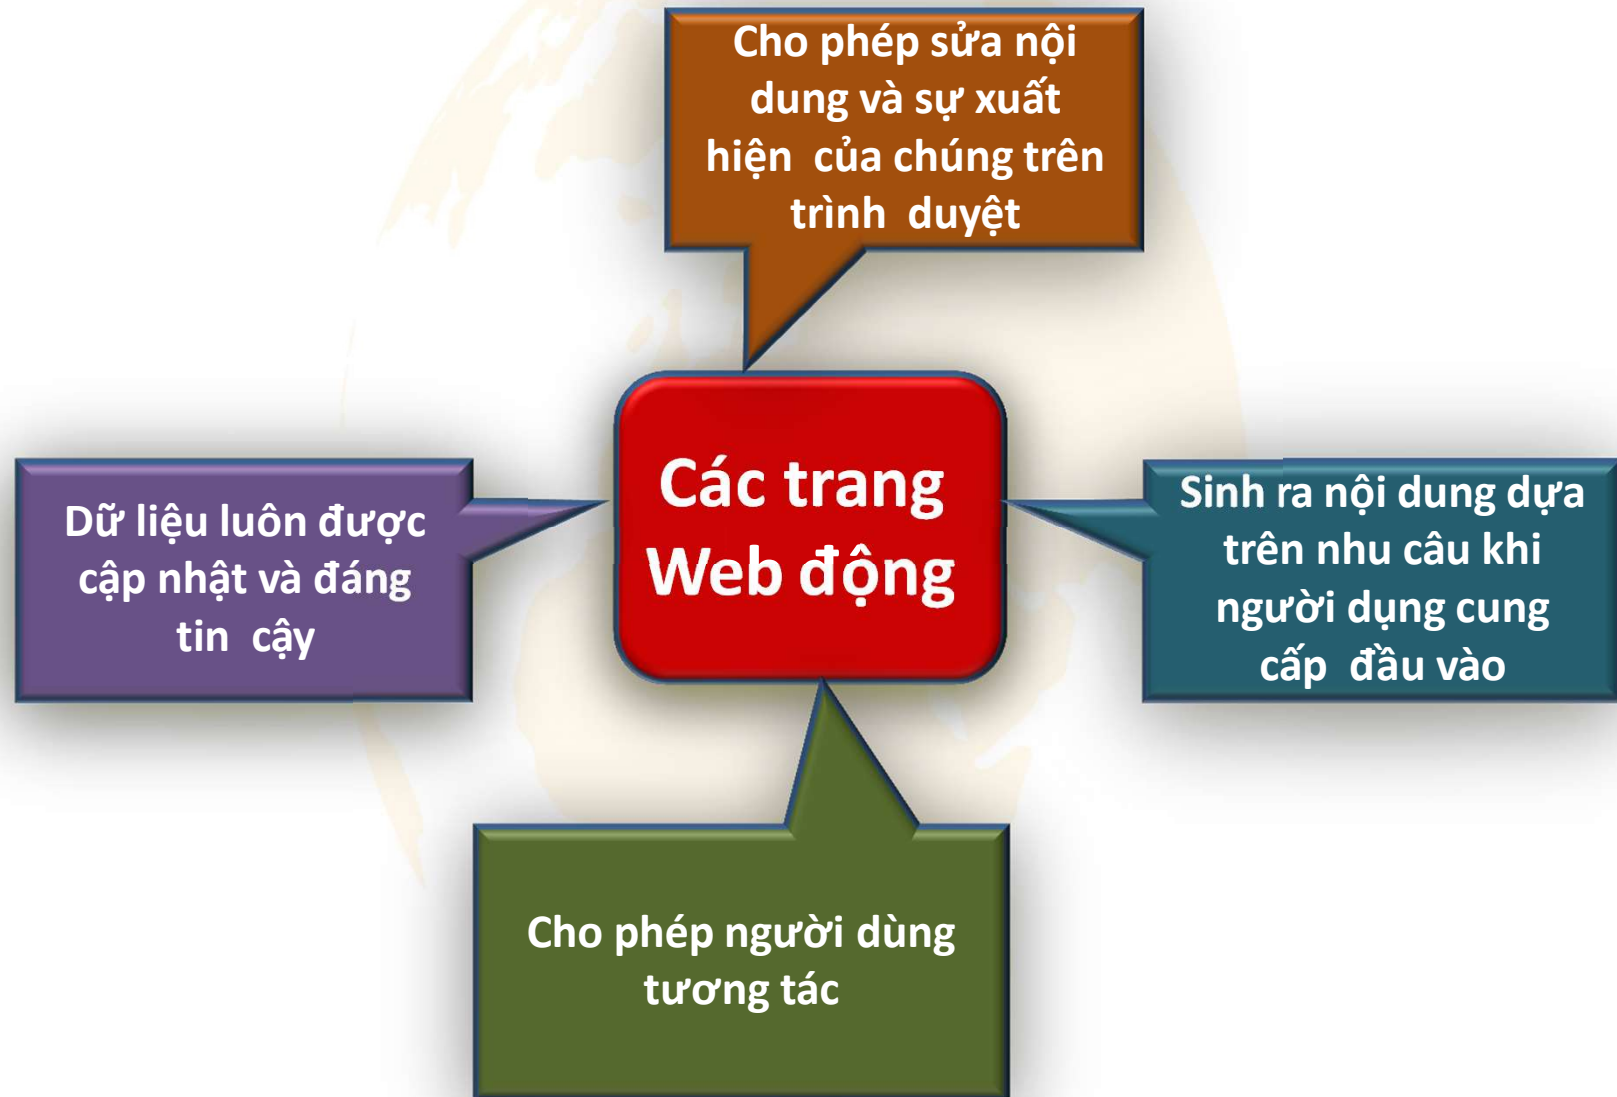 Cho phép sửa nội
dung và sự xuất
hiện của chúng trên
trình duyệt
Các trang
Web động
Dữ liệu luôn được
cập nhật và đáng
tin cậy
Sinh ra nội dung dựa
trên nhu câu khi
người dụng cung
cấp đầu vào
Cho phép người dùng
tương tác